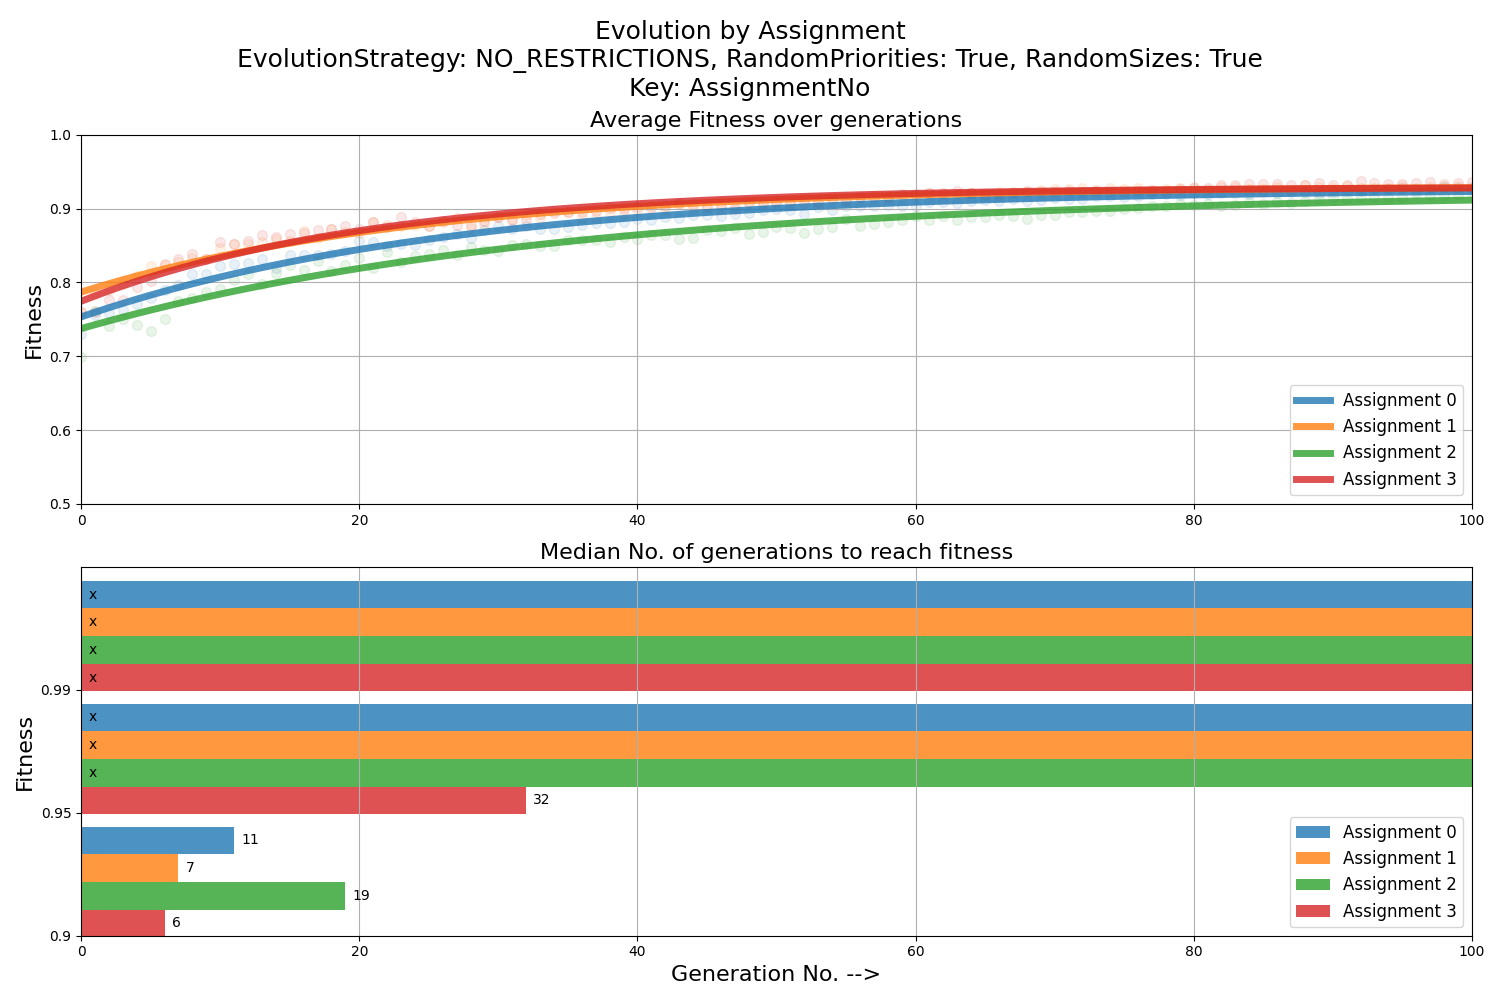 Evolution by Assignment
EvolutionStrategy: NO_RESTRICTIONS, RandomPriorities: True, RandomSizes: True
Key: AssignmentNo
Average Fitness over generations
Fitness
1.0
0.9
0.8
0.7
0.6
0.5
0 20 40 60 80 100
Assignment 0
Assignment 1
Assignment 2
Assignment 3
Median No. of generations to reach fitness
Fitness
x
x
x
x
0.99
x
x
x
32
0.95
11
7
19
6
0.9
Assignment 0
Assignment 1
Assignment 2
Assignment 3
0 20 40 60 80 100
Generation No. -->